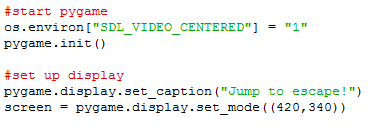 #start pygame
os.environ["SDL_VIDEO_CENTERED"] = "1"
pygame.init()
#set up display
pygame.display.set_caption("Jump to escape!")
screen = pygame.display.set_mode((420,340))